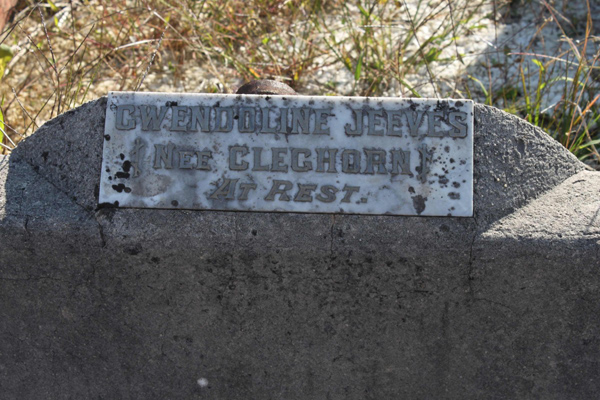 GWENDOLINE JEEVES
(NEE CLEGHORN)
AT REST.